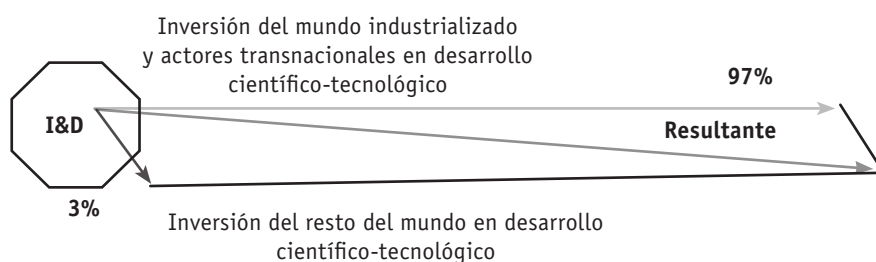 Inversión del mundo industrializado
y actores transnacionales en desarrollo
científico-tecnológico
97%
I&D
Resultante
3%
Inversión del resto del mundo en desarrollo
científico-tecnológico